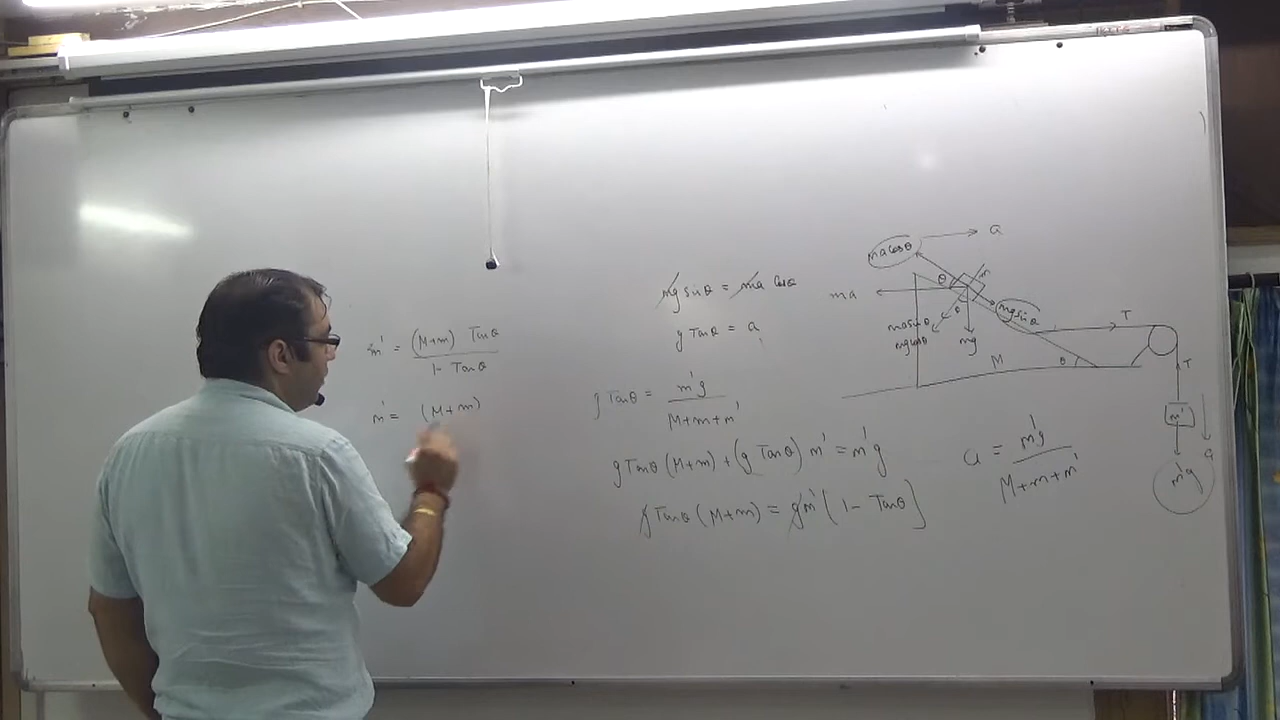 m' = (M+m) Tanθ / 1 - Tanθ
m' = (M+m)
mg sinθ = ma cosθ
g Tanθ = a
g Tanθ = m'g / M+m+m'
g Tanθ (M+m) + (g Tanθ) m' = m'g
g Tanθ (M+m) = gm' (1 - Tanθ)
a
ma cosθ
θ
m
ma
mg sinθ
θ
ma sinθ
mg cosθ
mg
M
θ
T
T
m'
a
m'g
a = m'g / M+m+m'